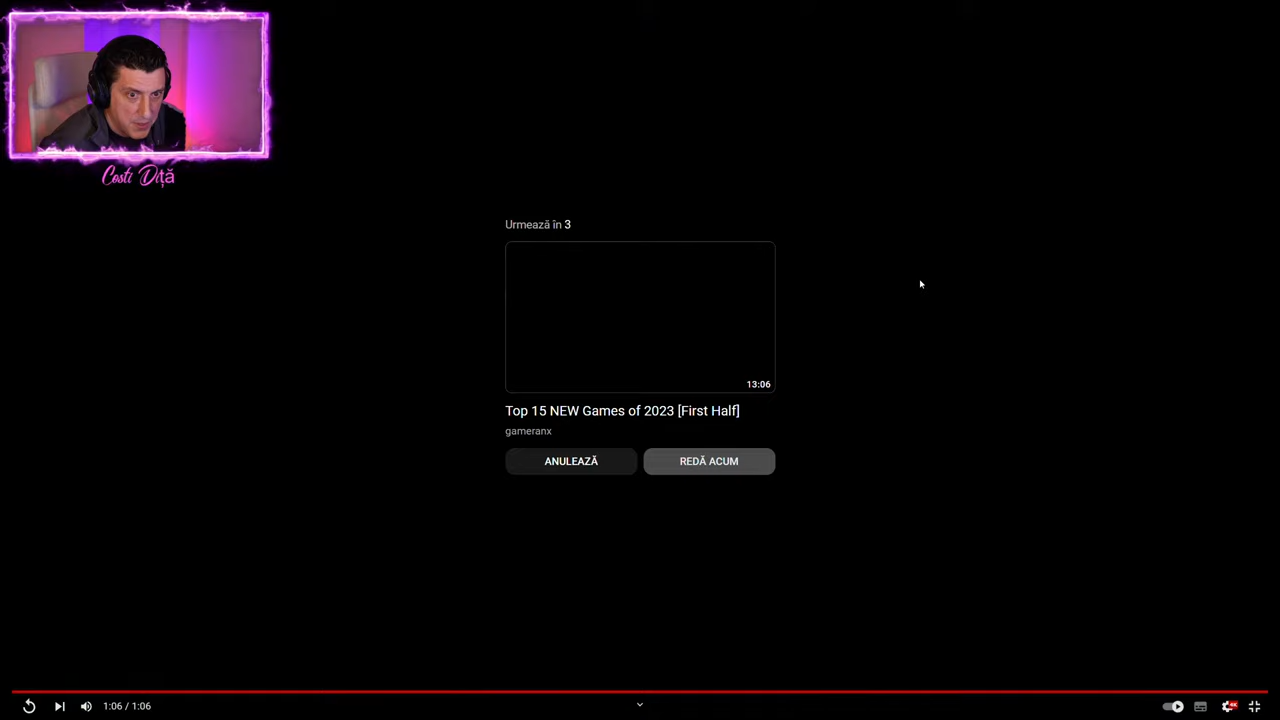 Costi Diță
Urmează în 3
13:06
Top 15 NEW Games of 2023 [First Half]
gameranx
ANULEAZĂ
REDĂ ACUM
1:06 / 1:06
4K